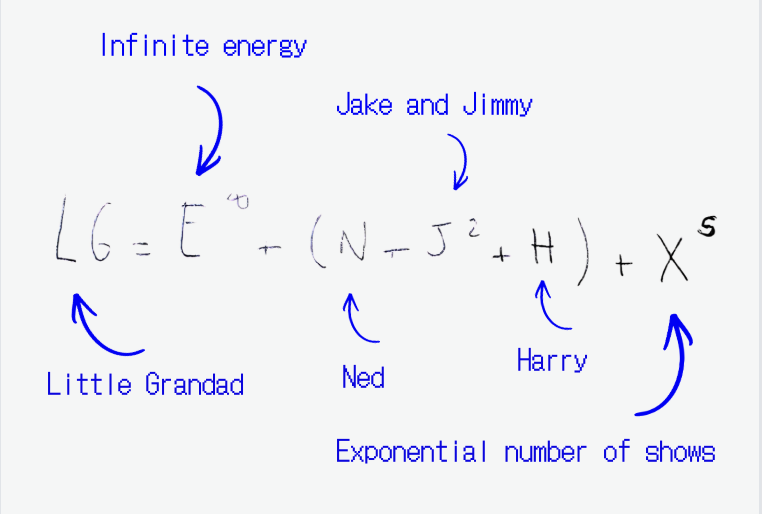 Infinite energy
Jake and Jimmy
LG = E^∞ + (N + J² + H) + X^s
Little Grandad
Ned
Harry
Exponential number of shows